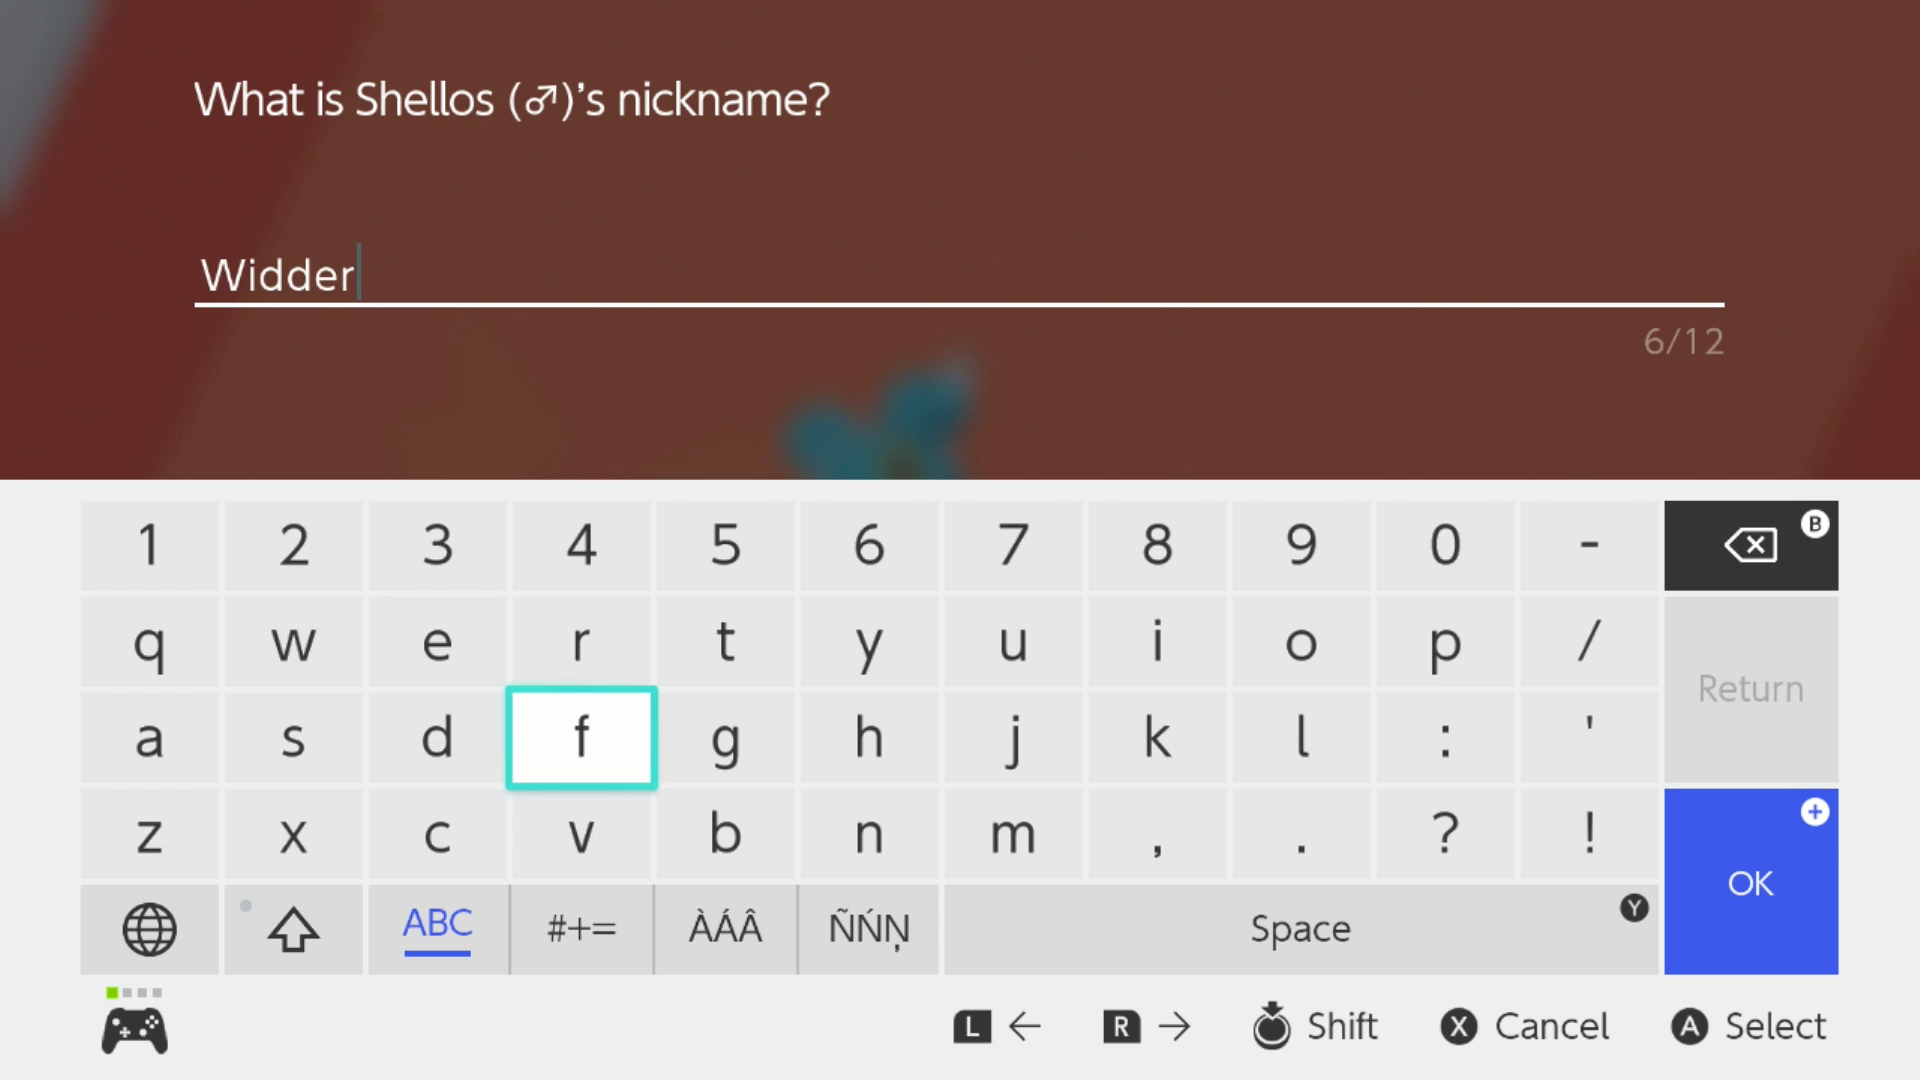 What is Shellos (♂)’s nickname?
Widder
6/12
1 2 3 4 5 6 7 8 9 0 - B
q w e r t y u i o p /
Return
a s d f g h j k l : '
z x c v b n m , . ? ! +
OK
ABC #+= ÀÁÂ ÑŃŅ Space Y
L ← R → Shift X Cancel A Select